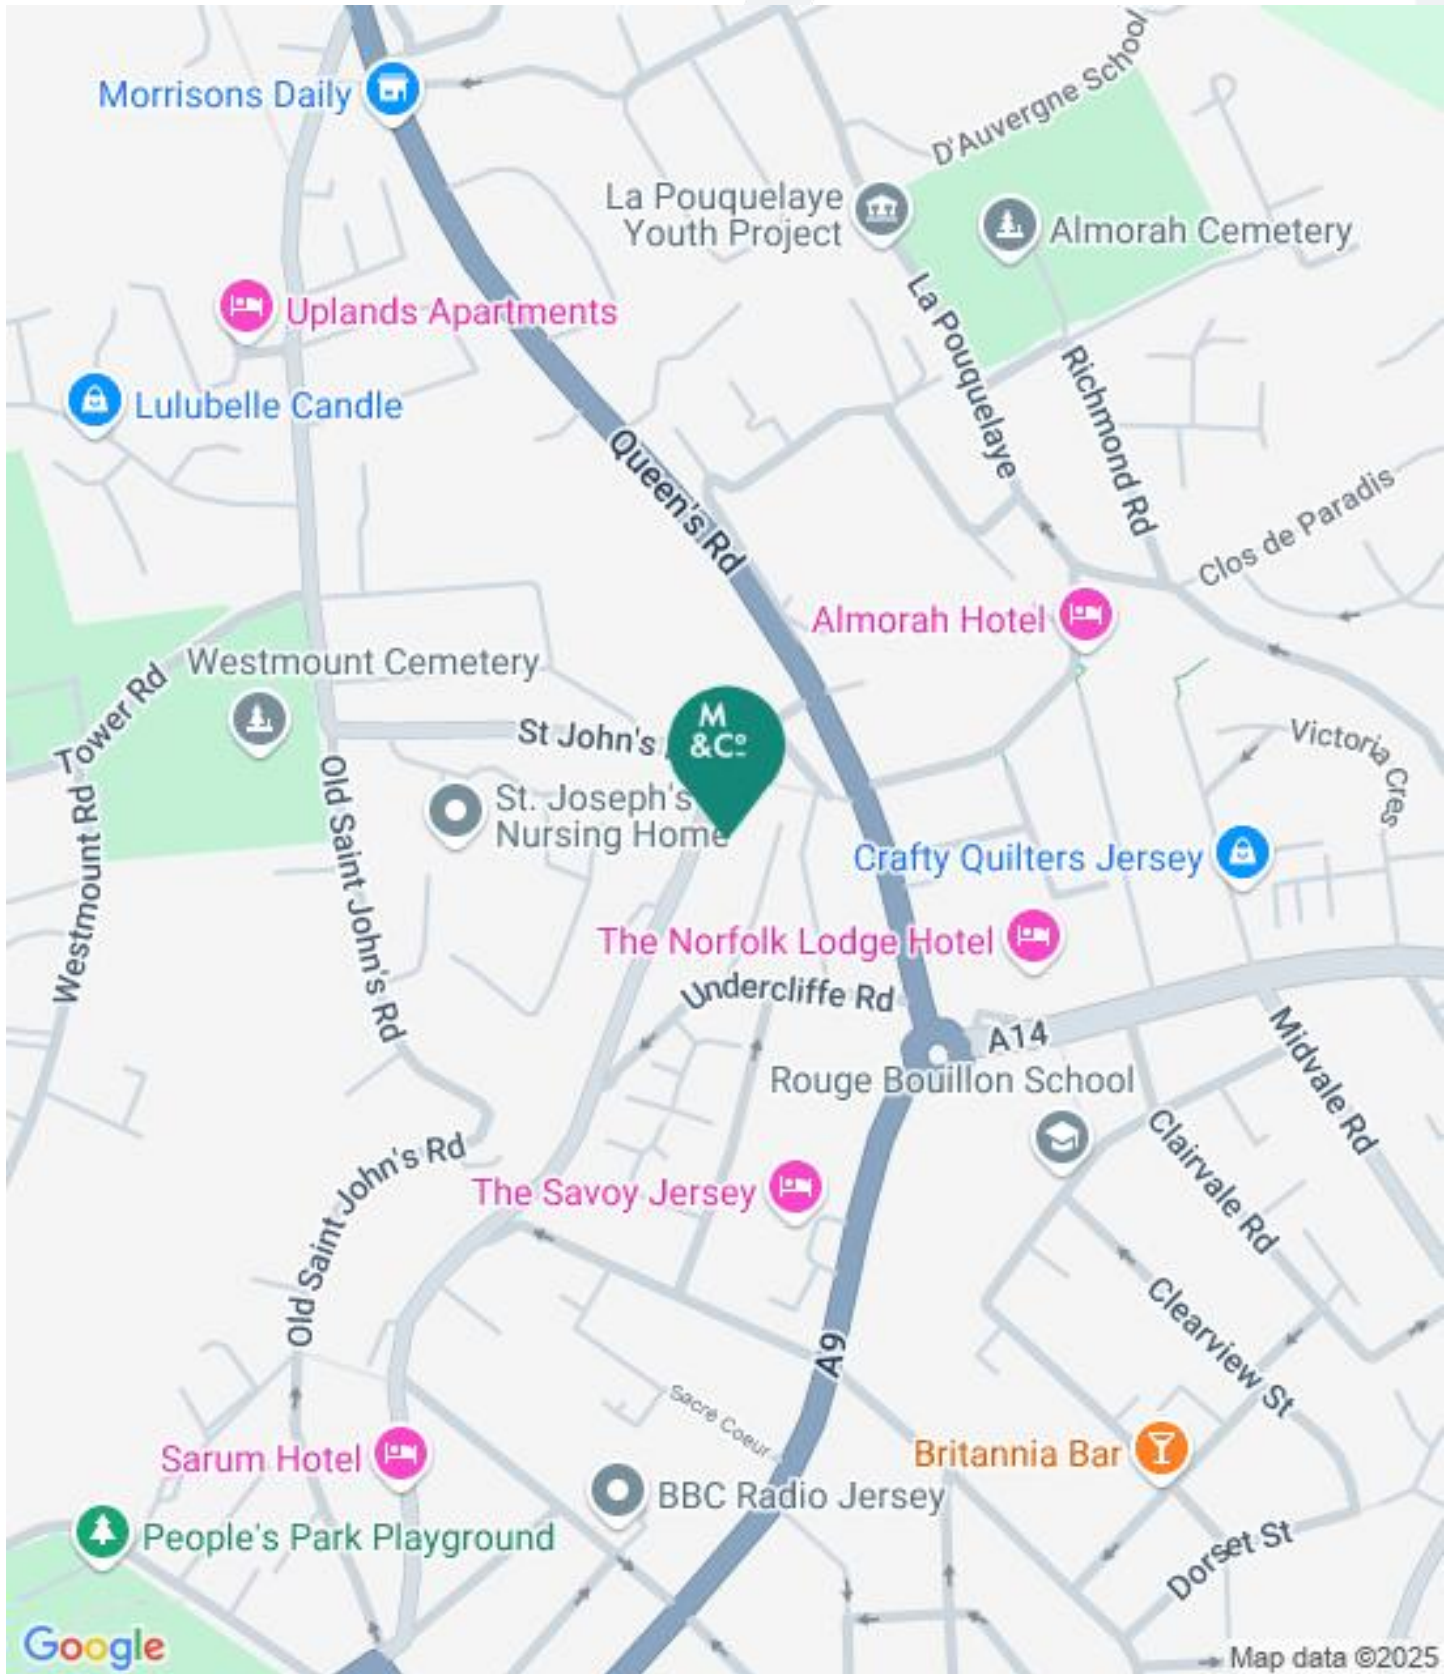 D'Auvergne School
Morrisons Daily
La Pouquelaye
Youth Project
Almorah Cemetery
Uplands Apartments
La Pouquelaye
Lulubelle Candle
Richmond Rd
Queen's Rd
Clos de Paradis
Almorah Hotel
Westmount Cemetery
Tower Rd
St John's
M
&Cº
Victoria Cres
St. Joseph's
Nursing Home
Old Saint John's Rd
Westmount Rd
Crafty Quilters Jersey
The Norfolk Lodge Hotel
Undercliffe Rd
A14
Midvale Rd
Rouge Bouillon School
Old Saint John's Rd
Clairvale Rd
The Savoy Jersey
Clearview St
A9
Sacré Coeur
Sarum Hotel
Britannia Bar
BBC Radio Jersey
People's Park Playground
Dorset St
Google
Map data ©2025